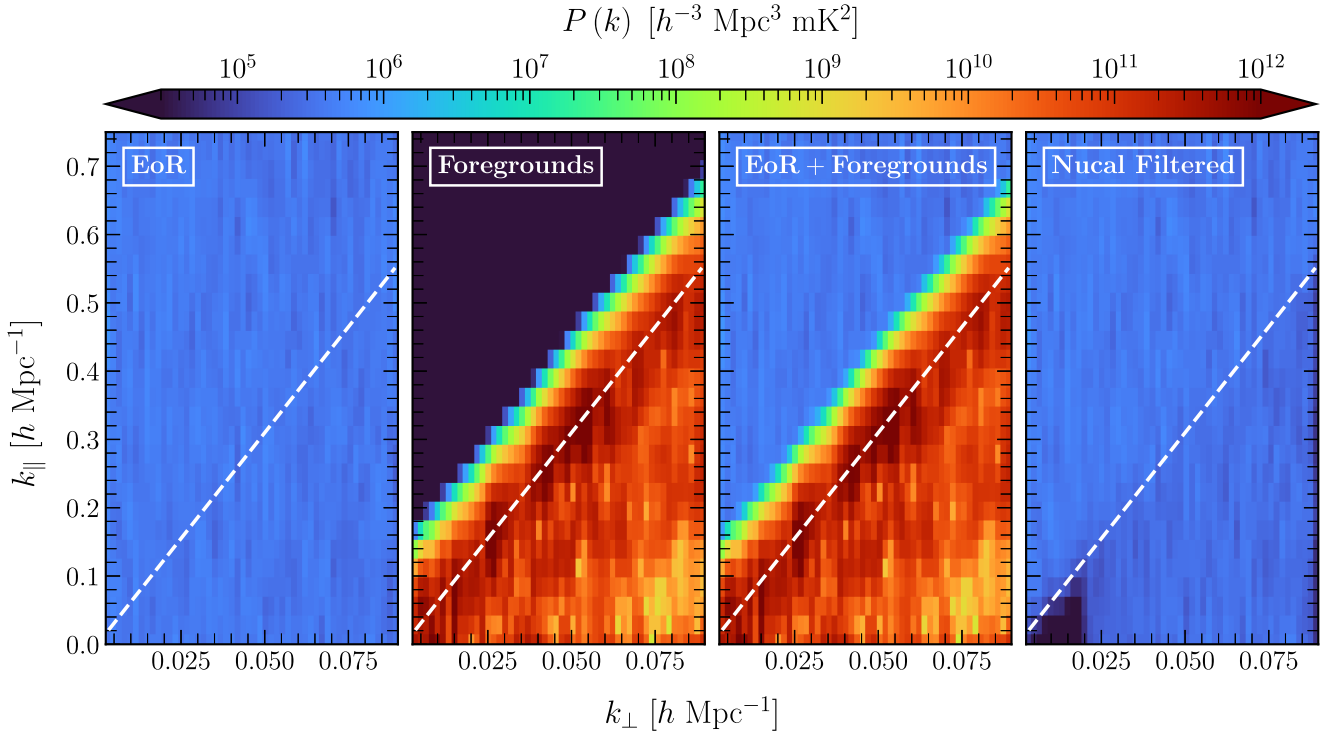 P (k) [h⁻³ Mpc³ mK²]
10⁵ 10⁶ 10⁷ 10⁸ 10⁹ 10¹⁰ 10¹¹ 10¹²
EoR Foregrounds EoR + Foregrounds Nucal Filtered
0.7
0.6
0.5
0.4
0.3
0.2
0.1
0.0
k∥ [h Mpc⁻¹]
0.025 0.050 0.075 0.025 0.050 0.075 0.025 0.050 0.075 0.025 0.050 0.075
k⊥ [h Mpc⁻¹]